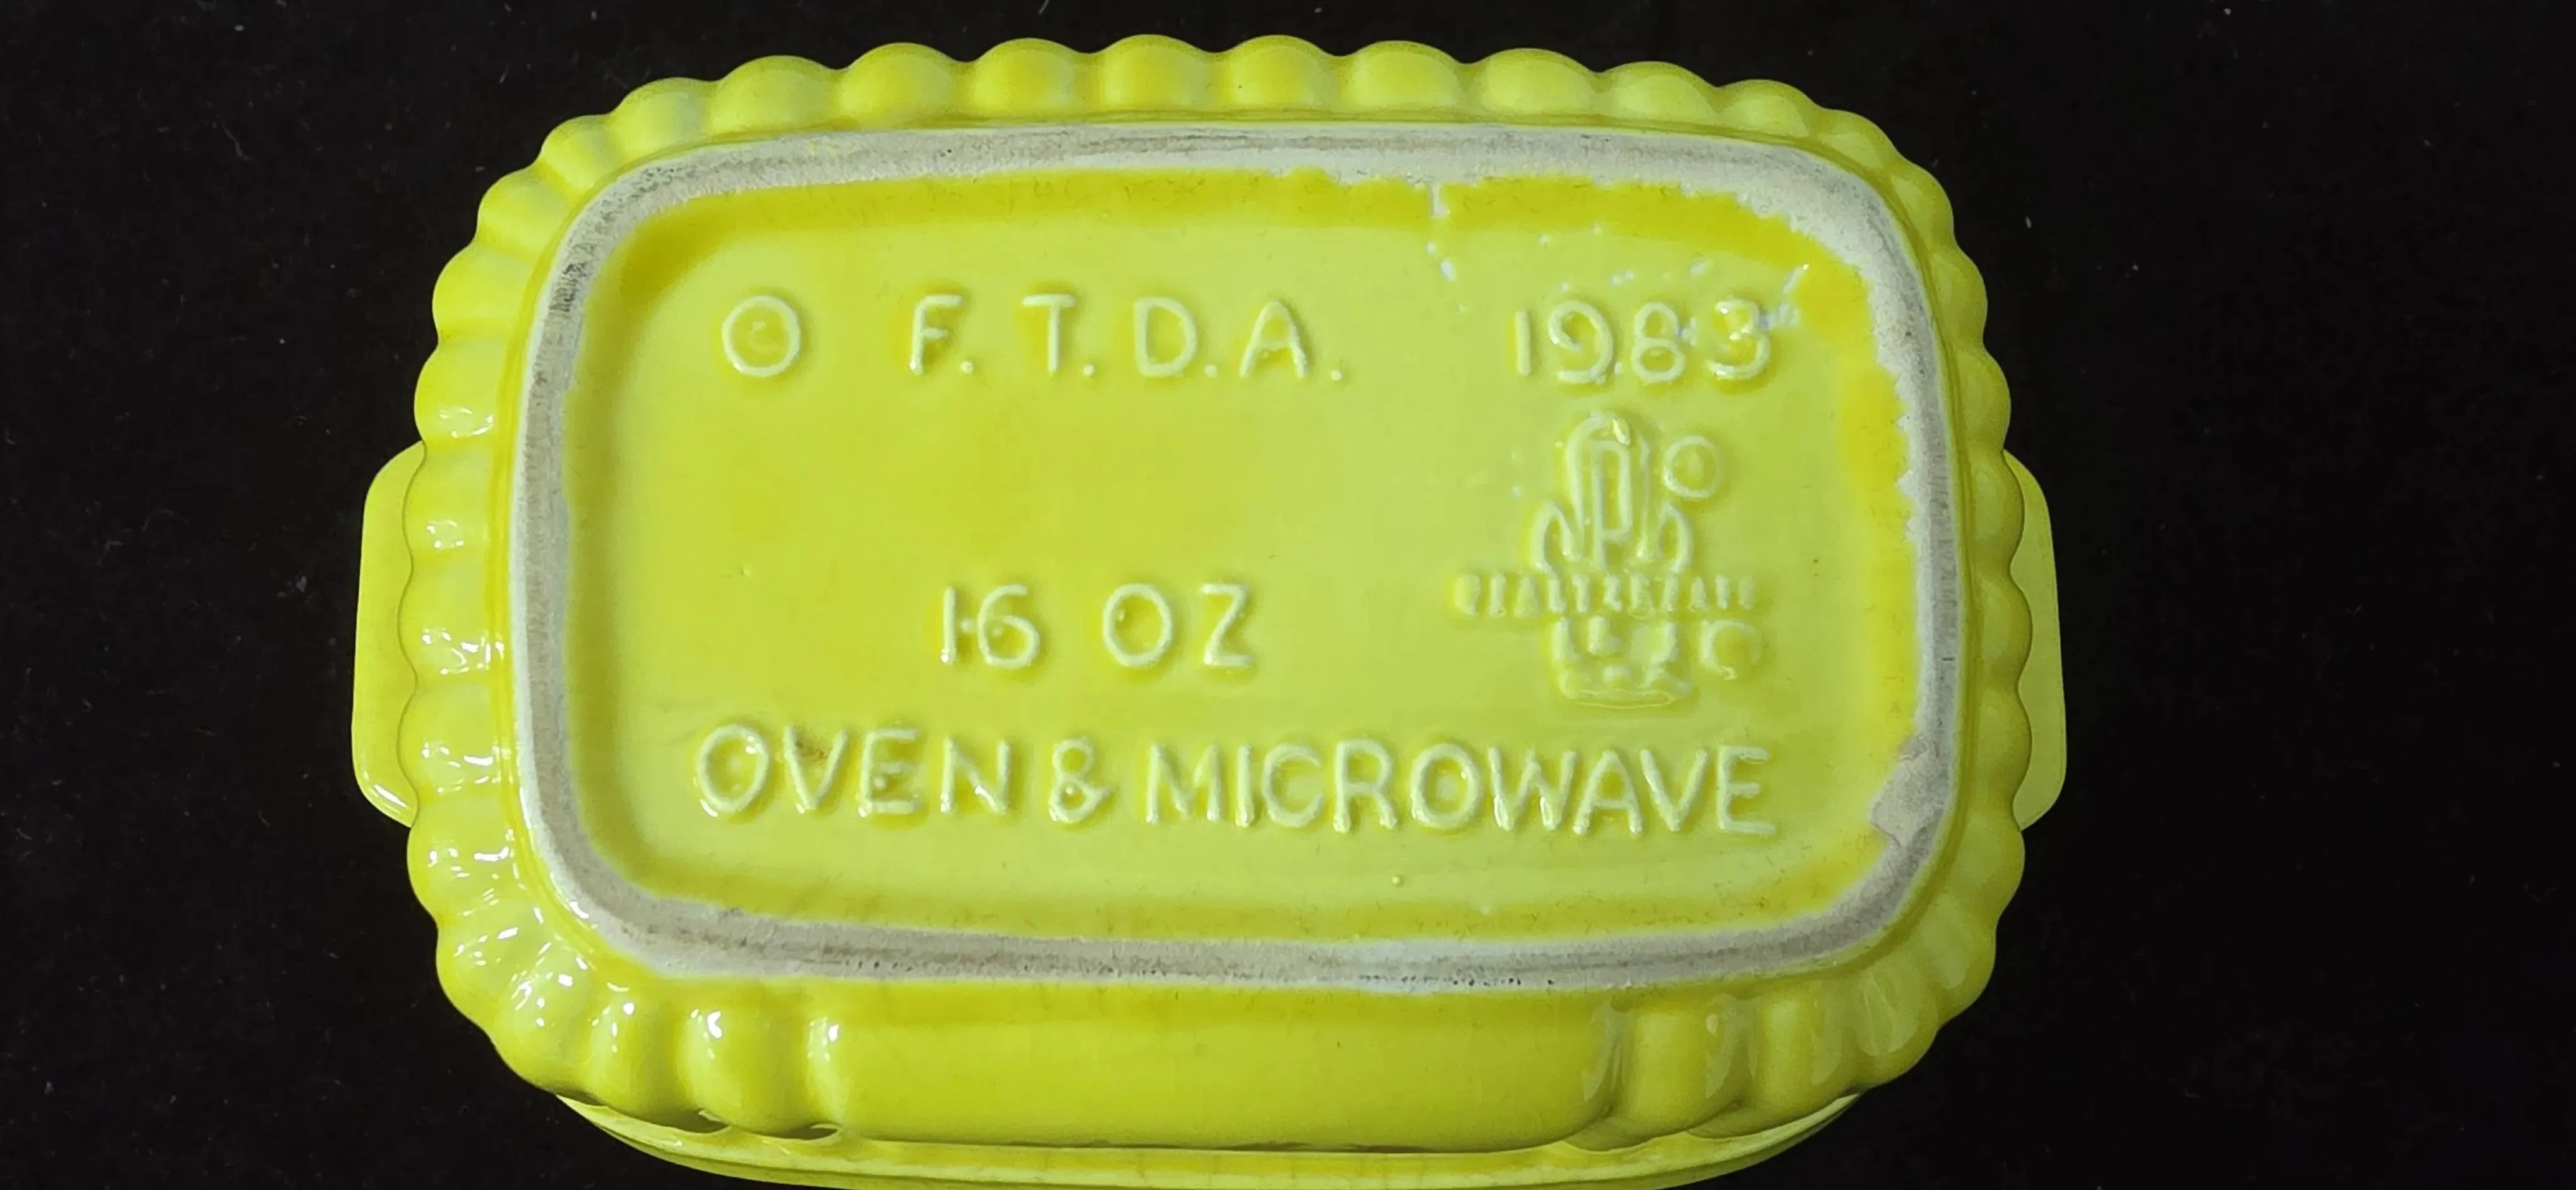 © F.T.D.A. 1983
16 OZ
OVEN & MICROWAVE